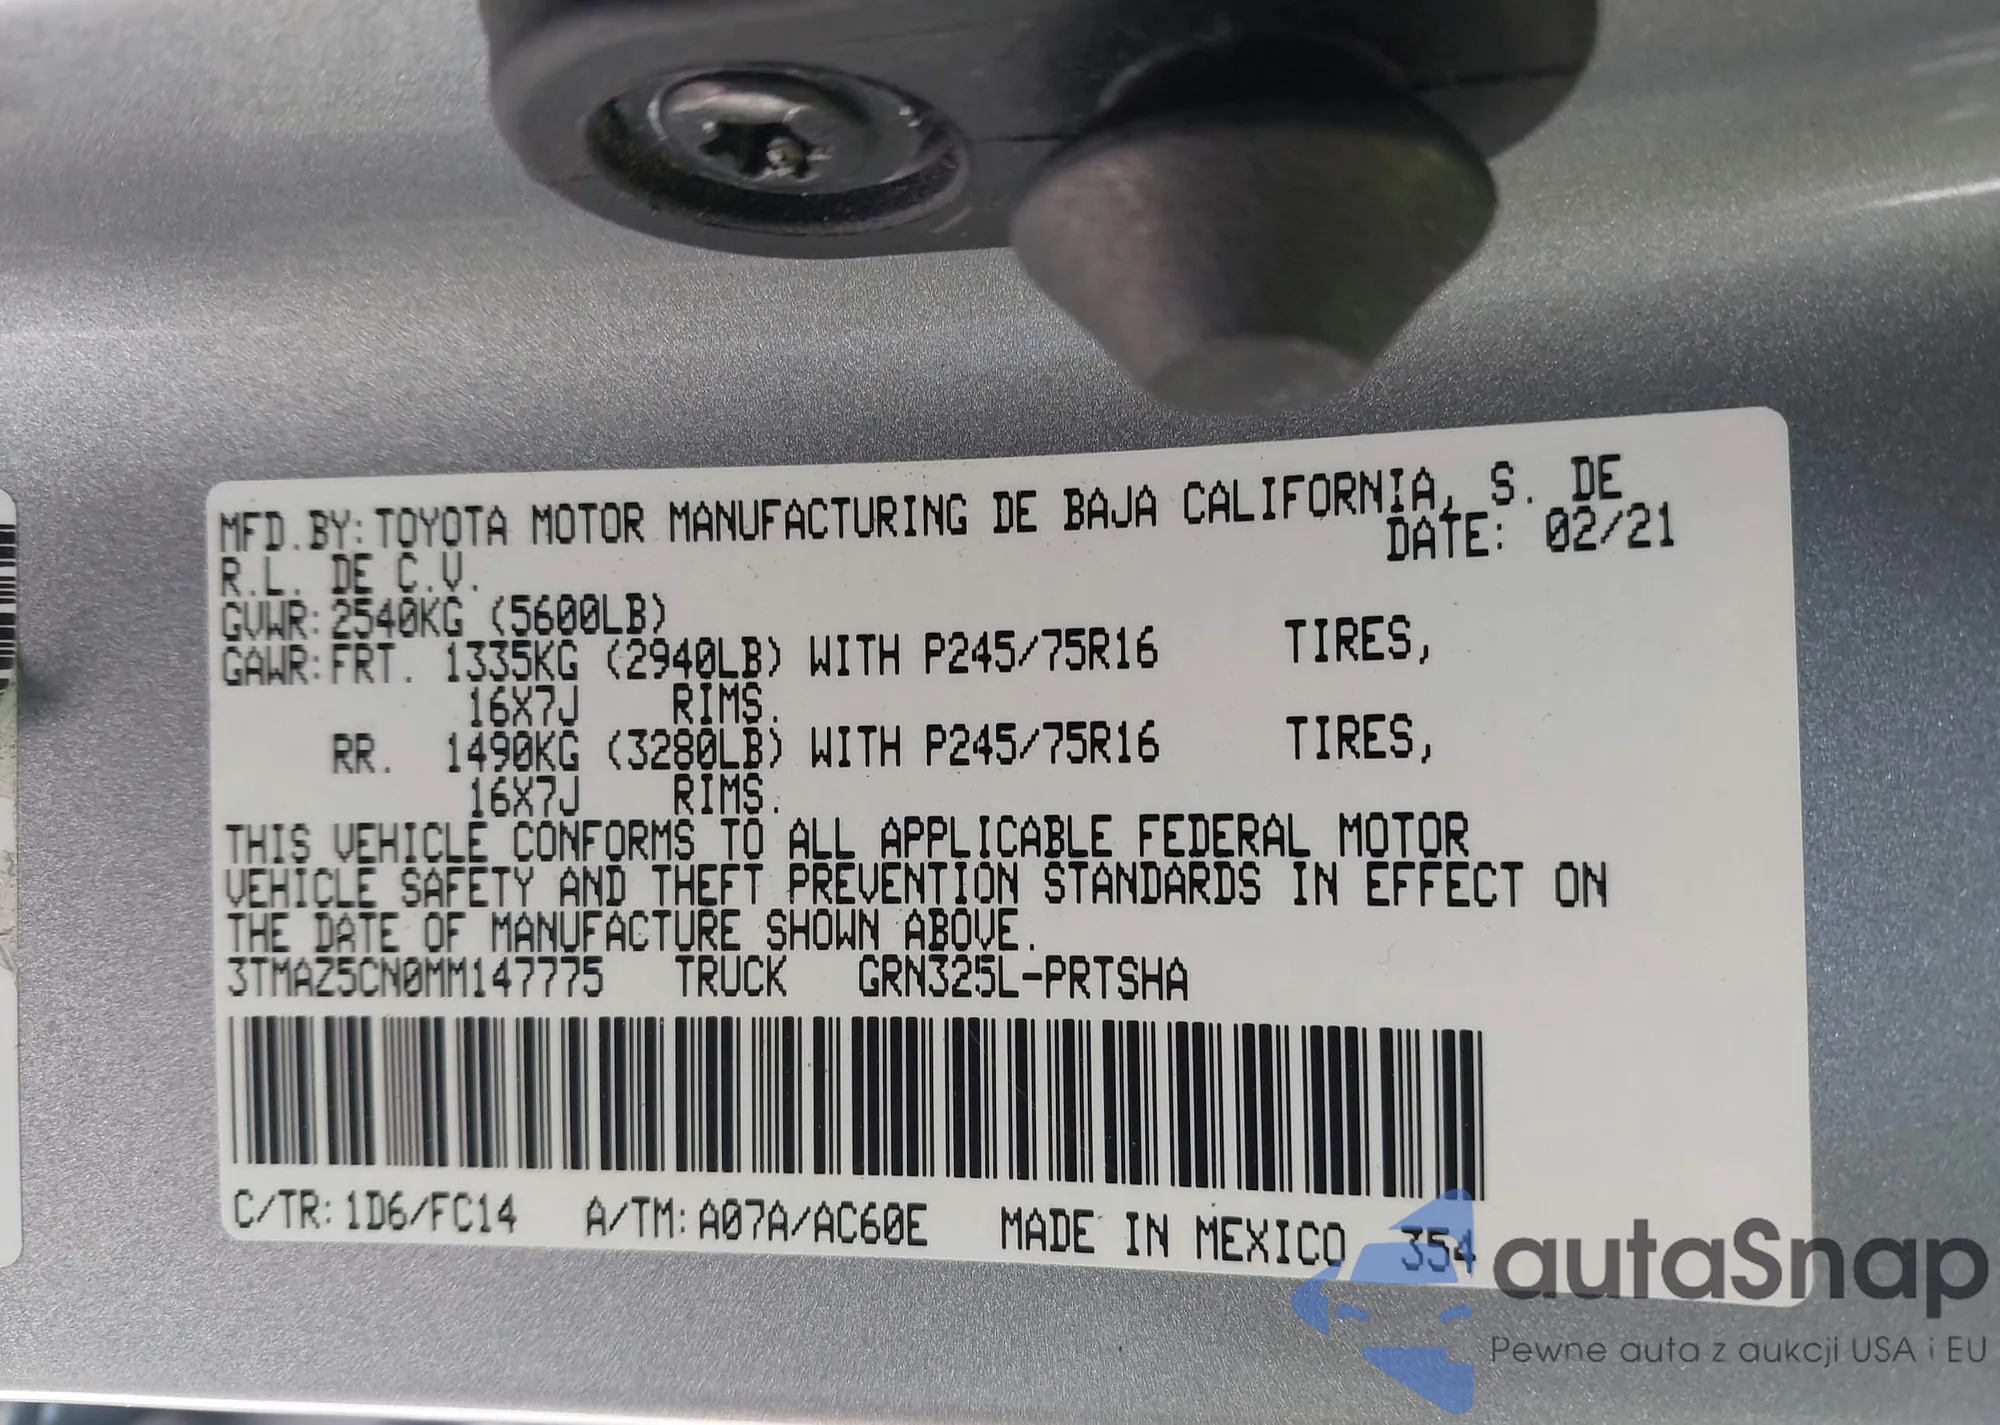 MFD.BY:TOYOTA MOTOR MANUFACTURING DE BAJA CALIFORNIA, S. DE
R.L. DE C.V. DATE: 02/21
GVWR:2540KG (5600LB)
GAWR:FRT. 1335KG (2940LB) WITH P245/75R16 TIRES,
16X7J RIMS.
RR. 1490KG (3280LB) WITH P245/75R16 TIRES,
16X7J RIMS.
THIS VEHICLE CONFORMS TO ALL APPLICABLE FEDERAL MOTOR
VEHICLE SAFETY AND THEFT PREVENTION STANDARDS IN EFFECT ON
THE DATE OF MANUFACTURE SHOWN ABOVE.
3TMAZ5CN0MM147775 TRUCK GRN325L-PRTSHA
C/TR:1D6/FC14 A/TM:A07A/AC60E MADE IN MEXICO 354
autaSnap
Pewne auta z aukcji USA i EU